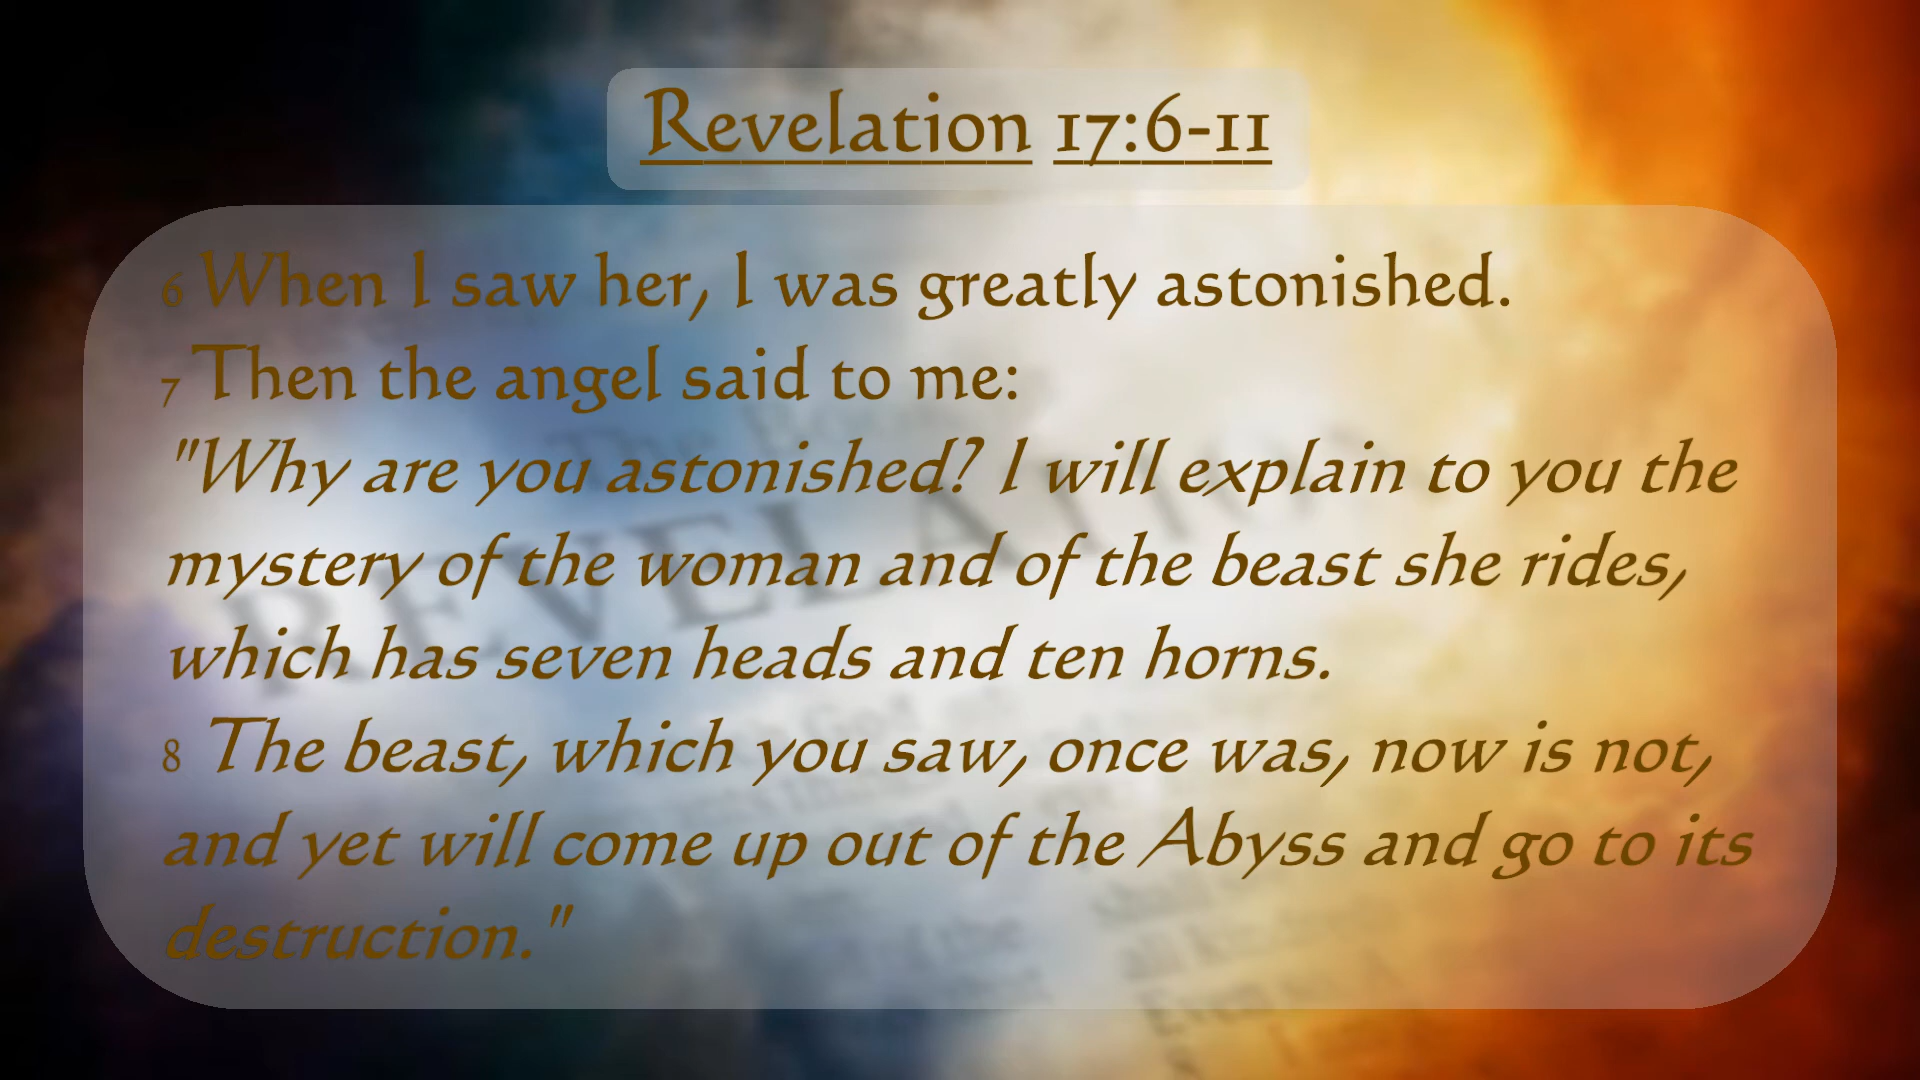 Revelation 17:6-11
6 When I saw her, I was greatly astonished.
7 Then the angel said to me:
"Why are you astonished? I will explain to you the
mystery of the woman and of the beast she rides,
which has seven heads and ten horns.
8 The beast, which you saw, once was, now is not,
and yet will come up out of the Abyss and go to its
destruction."
REVELATION